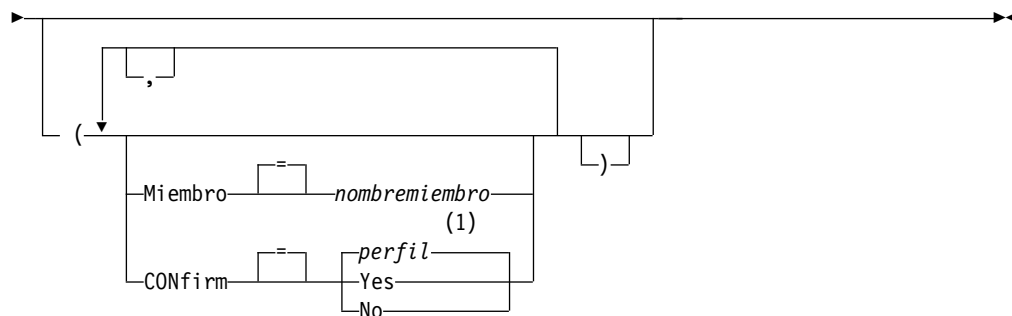 ,
( )
=
Miembro nombremiembro
(1)
= perfil
CONfirm Yes
No